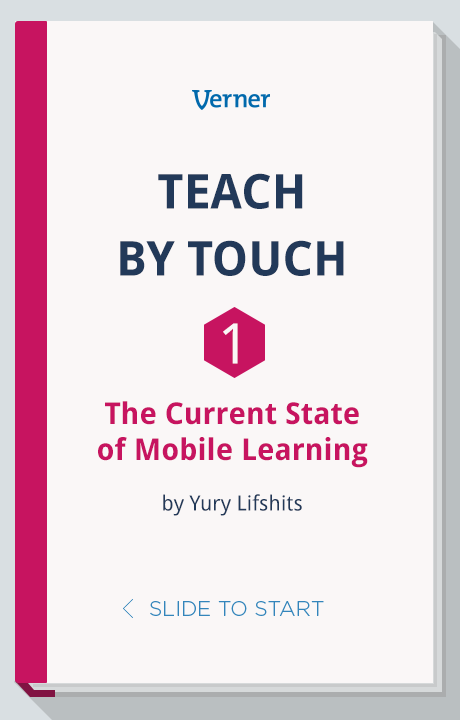 Verner
TEACH
BY TOUCH
1
The Current State
of Mobile Learning
by Yury Lifshits
SLIDE TO START